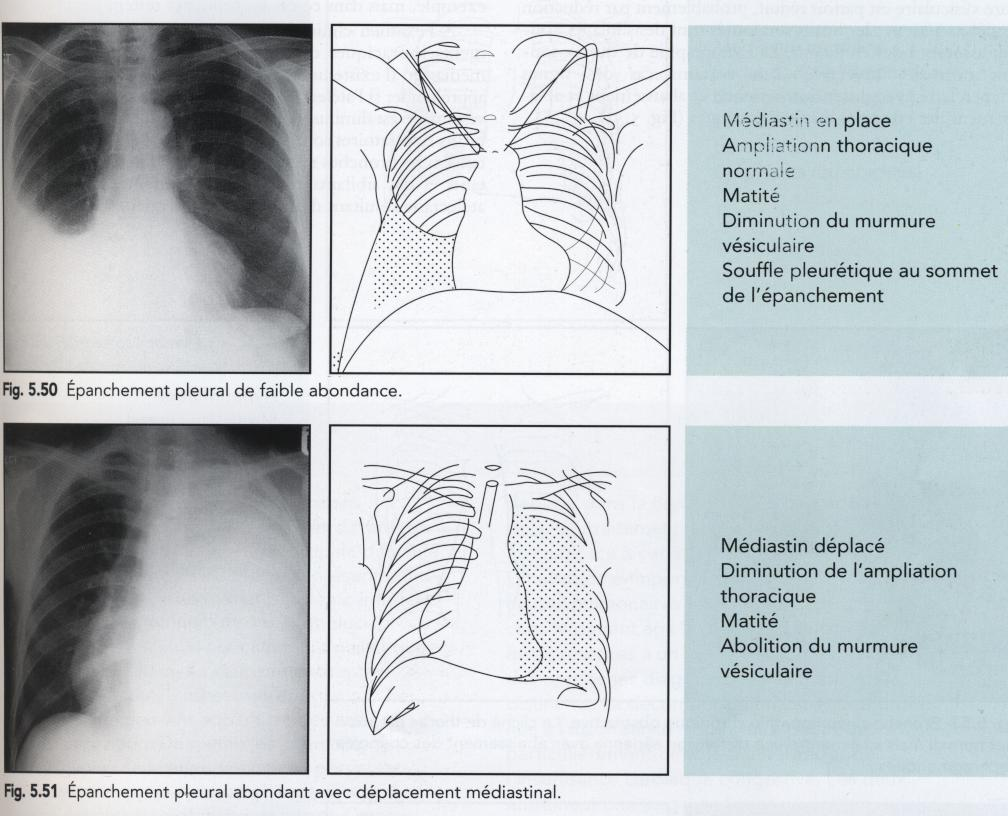 Médiastin en place
Ampliationn thoracique
normale
Matité
Diminution du murmure
vésiculaire
Souffle pleurétique au sommet
de l'épanchement
Fig. 5.50 Épanchement pleural de faible abondance.
Médiastin déplacé
Diminution de l'ampliation
thoracique
Matité
Abolition du murmure
vésiculaire
Fig. 5.51 Épanchement pleural abondant avec déplacement médiastinal.